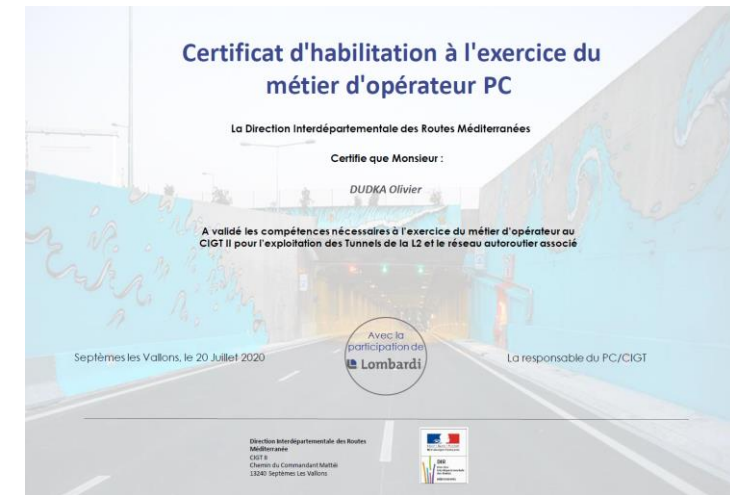 Certificat d'habilitation à l'exercice du
métier d'opérateur PC
La Direction Interdépartementale des Routes Méditerranées
Certifie que Monsieur :
DUDKA Olivier
A validé les compétences nécessaires à l'exercice du métier d'opérateur au
CIGT II pour l'exploitation des Tunnels de la L2 et le réseau autoroutier associé
Septèmes les Vallons, le 20 Juillet 2020
Avec la
participation de
Lombardi
La responsable du PC/CIGT
Direction Interdépartementale des Routes
Méditerranée
CIGT II
Chemin du Commandant Mattéi
13240 Septèmes Les Vallons